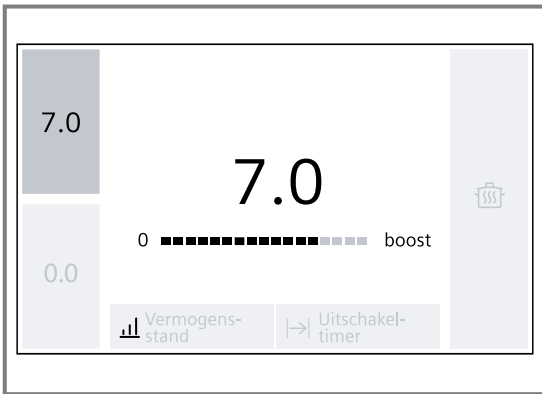 7.0
7.0
0 boost
0.0
Vermogens-
stand
Uitschakel-
timer